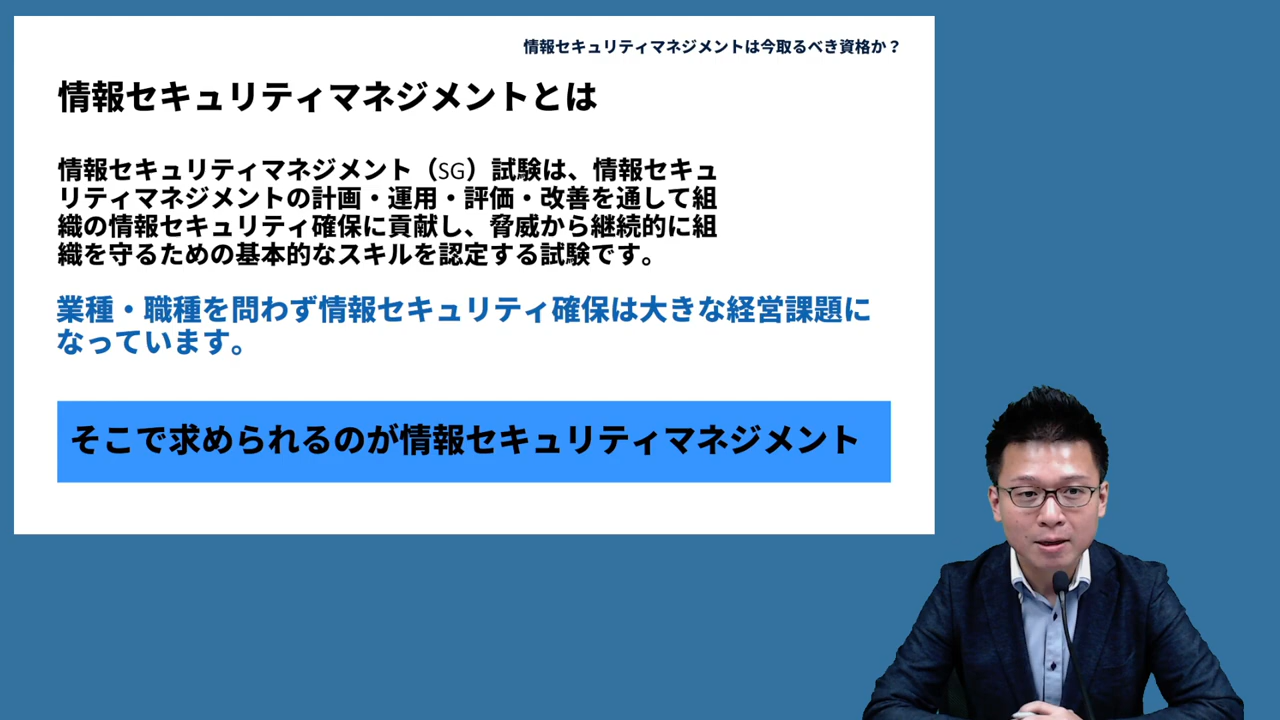 情報セキュリティマネジメントは今取るべき資格か？
情報セキュリティマネジメントとは
情報セキュリティマネジメント（SG）試験は、情報セキュ
リティマネジメントの計画・運用・評価・改善を通して組
織の情報セキュリティ確保に貢献し、脅威から継続的に組
織を守るための基本的なスキルを認定する試験です。
業種・職種を問わず情報セキュリティ確保は大きな経営課題に
なっています。
そこで求められるのが情報セキュリティマネジメント